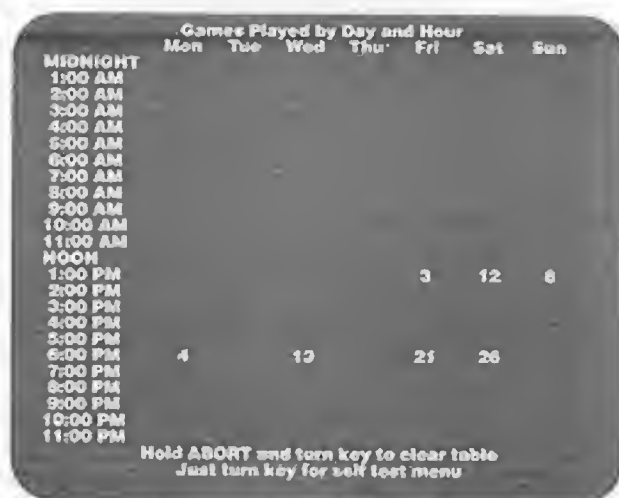 Games Played by Day and Hour
Mon Tue Wed Thu Fri Sat Sun
MIDNIGHT
1:00 AM
2:00 AM
3:00 AM
4:00 AM
5:00 AM
6:00 AM
7:00 AM
8:00 AM
9:00 AM
10:00 AM
11:00 AM
NOON
1:00 PM 3 12
2:00 PM
3:00 PM
4:00 PM
5:00 PM
6:00 PM 4 21 26
7:00 PM
8:00 PM
9:00 PM
10:00 PM
11:00 PM
Hold ABORT and turn key to clear table
Just turn key for self test menu